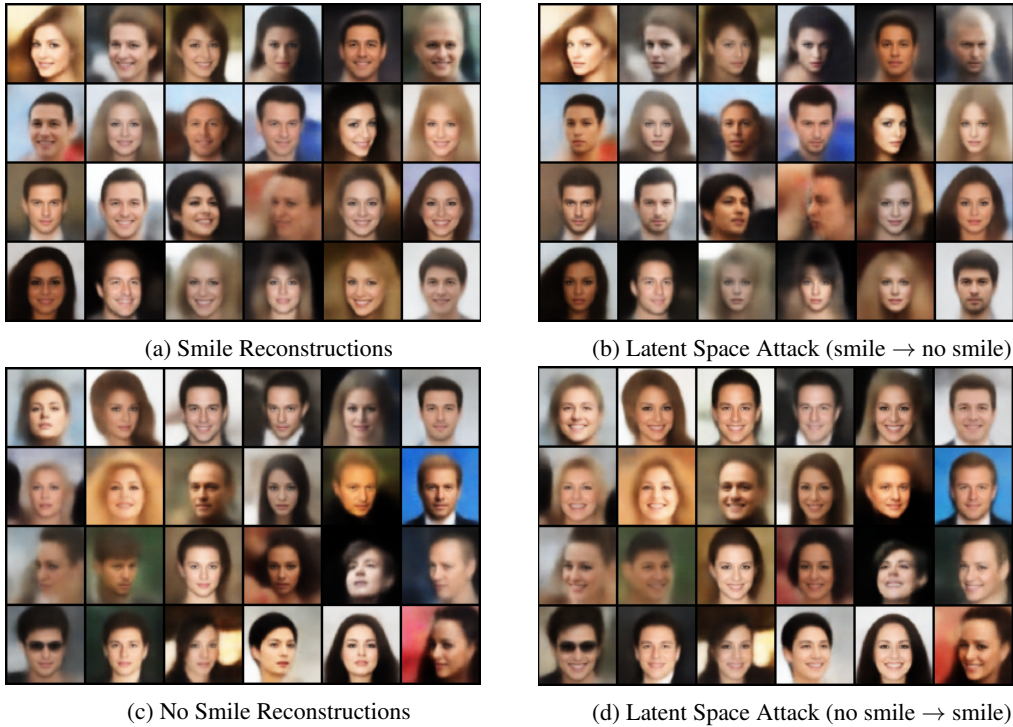 (a) Smile Reconstructions
(b) Latent Space Attack (smile → no smile)
(c) No Smile Reconstructions
(d) Latent Space Attack (no smile → smile)